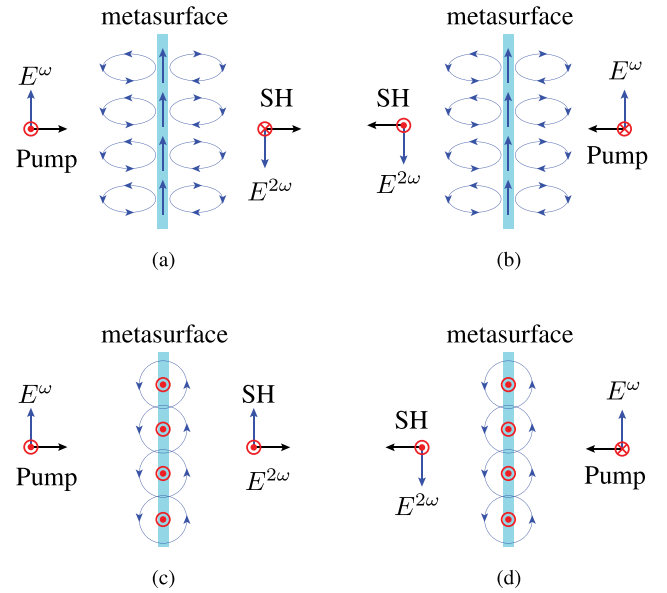 metasurface
metasurface
E^ω
SH
Pump
E^2ω
SH
E^ω
E^2ω
Pump
(a)
(b)
metasurface
metasurface
E^ω
SH
Pump
E^2ω
SH
E^ω
E^2ω
Pump
(c)
(d)